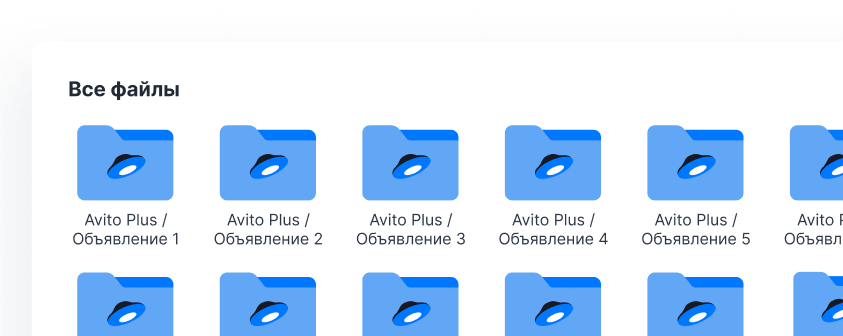 Все файлы
Avito Plus /
Объявление 1
Avito Plus /
Объявление 2
Avito Plus /
Объявление 3
Avito Plus /
Объявление 4
Avito Plus /
Объявление 5
Avito